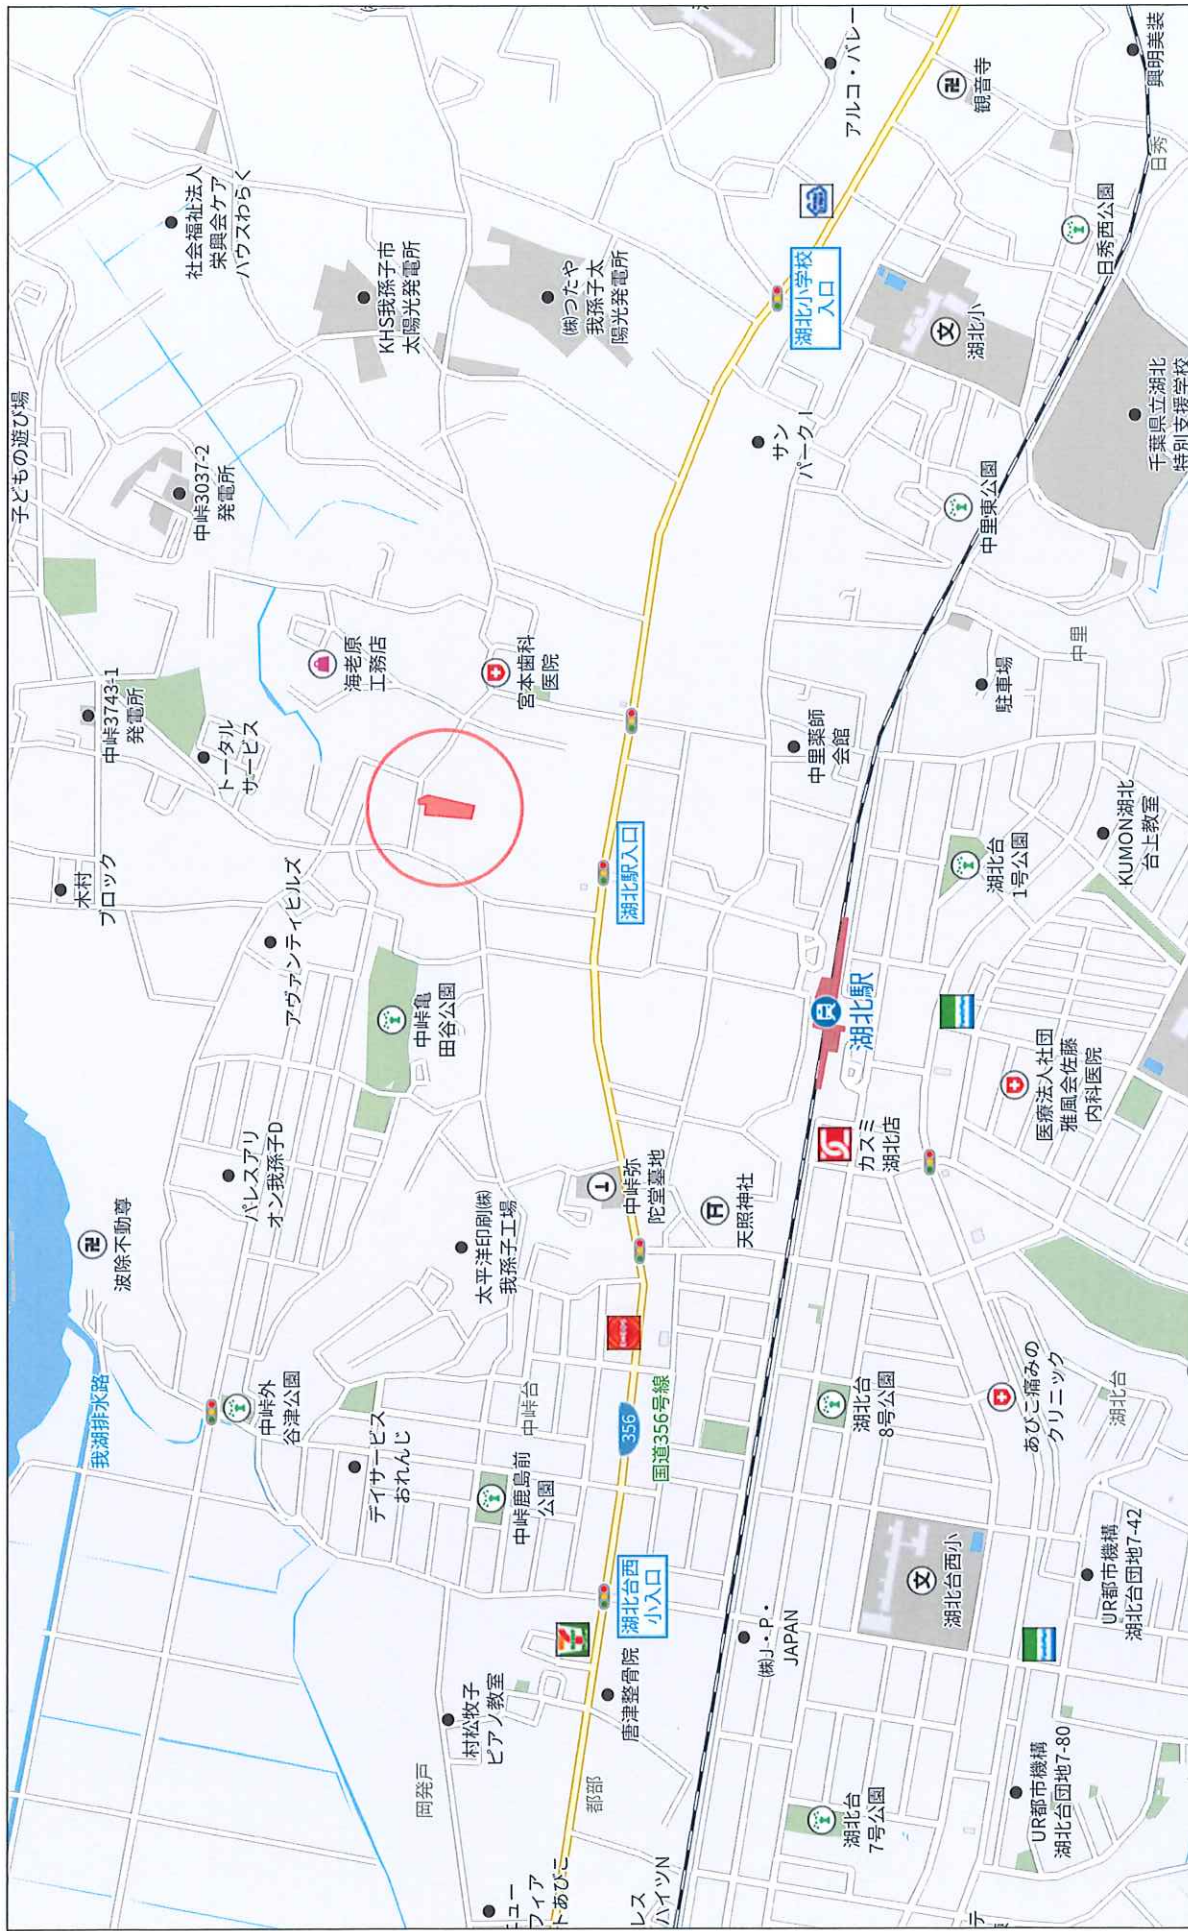 子どもの遊び場
波除不動尊
木村
ブロック
中峠3743-1
発電所
我湖排水路
社会福祉法人
栄興会ケア
ハウスわらく
中峠3037-2
発電所
トータル
サービス
パレスアリ
オン我孫子D
アヴァンティヒルズ
中峠外
谷津公園
海老原
工務店
KHS我孫子市
太陽光発電所
デイサービス
おれんじ
中峠亀
田谷公園
岡発戸
村松牧子
ピアノ教室
中峠鹿島前
公園
中峠台
太平洋印刷(株)
我孫子工場
宮本歯科
医院
(株)つたや
我孫子太
陽光発電所
ニュー
フィア
トあびこ
都部
唐津整骨院
湖北台西
小入口
356
国道356号線
ENEOS
中峠弥
陀堂墓地
湖北駅入口
レス
ハイツN
天照神社
(株)J・P・
JAPAN
サン
パークⅠ
湖北小学校
入口
アルコ・バレー
中里薬師
会館
湖北台
7号公園
湖北台
8号公園
カスミ
湖北店
湖北駅
湖北台西小
湖北小
観音寺
湖北台
1号公園
駐車場
中里東公園
あびこ痛みの
クリニック
医療法人社団
雅風会佐藤
内科医院
中里
日秀西公園
UR都市機構
湖北台団地7-80
UR都市機構
湖北台団地7-42
湖北台
KUMON湖北
台上教室
千葉県立湖北
特別支援学校
日秀
興明美装